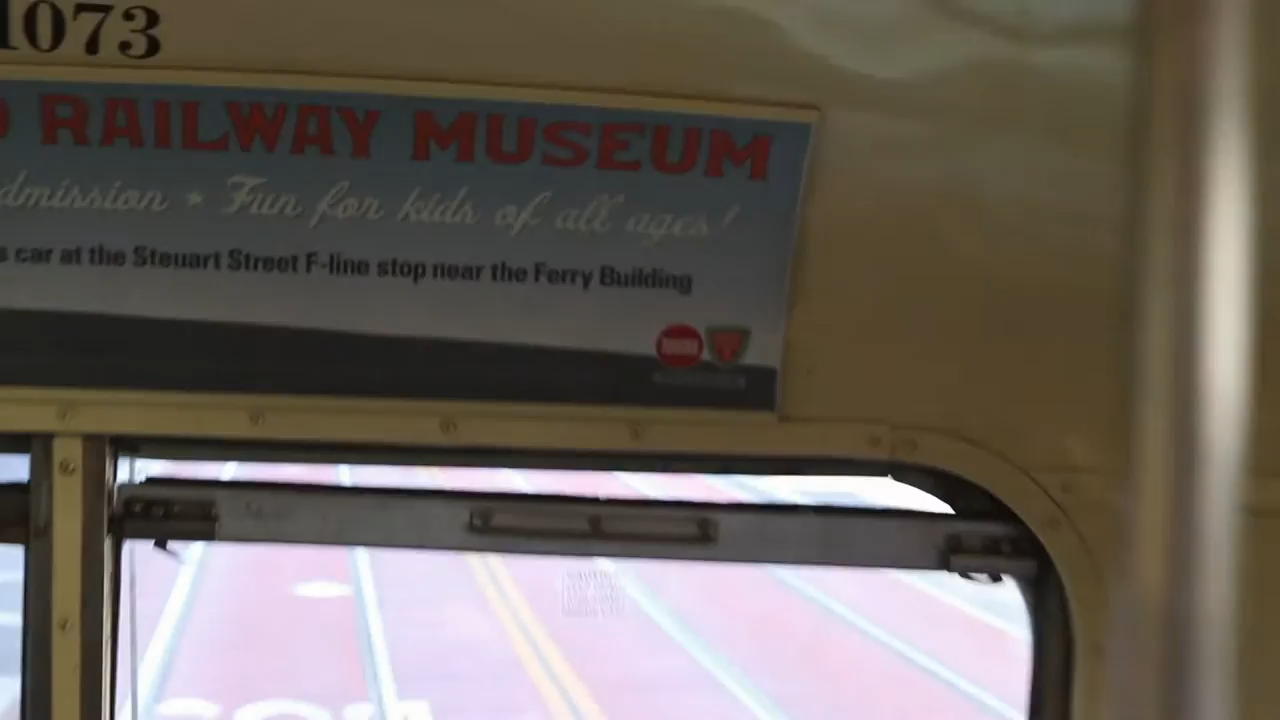 1073
RAILWAY MUSEUM
Fun for kids of all ages!
car at the Steuart Street F-line stop near the Ferry Building